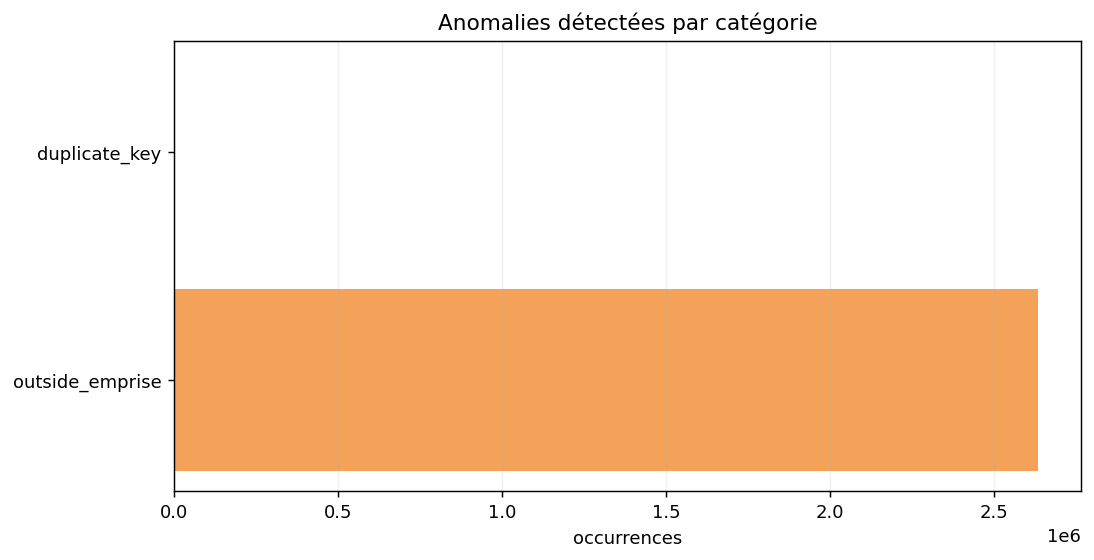 Anomalies détectées par catégorie
duplicate_key
outside_emprise
0.0 0.5 1.0 1.5 2.0 2.5
1e6
occurrences